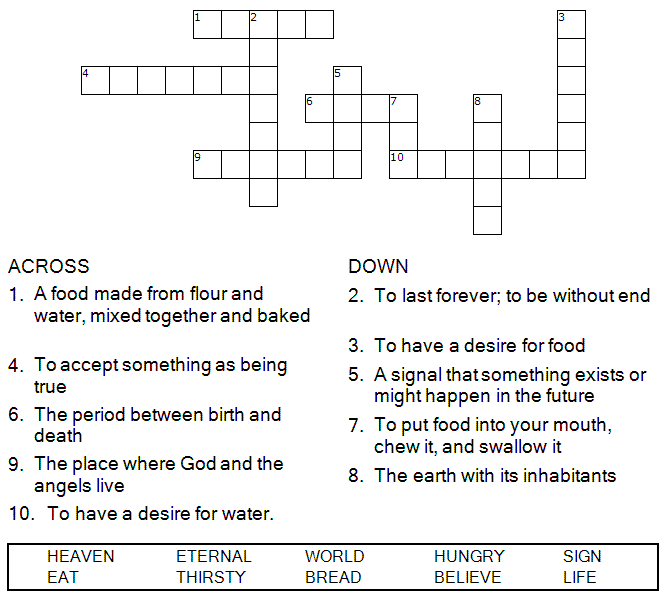 1 2 3
4 5
6 7 8
9 10
ACROSS
1. A food made from flour and
water, mixed together and baked
4. To accept something as being
true
6. The period between birth and
death
9. The place where God and the
angels live
10. To have a desire for water.
DOWN
2. To last forever; to be without end
3. To have a desire for food
5. A signal that something exists or
might happen in the future
7. To put food into your mouth,
chew it, and swallow it
8. The earth with its inhabitants
HEAVEN ETERNAL WORLD HUNGRY SIGN
EAT THIRSTY BREAD BELIEVE LIFE